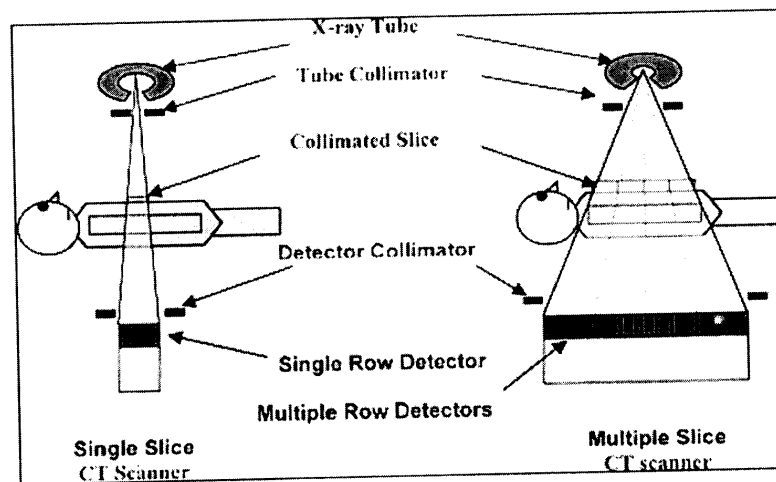 X-ray Tube
Tube Collimator
Collimated Slice
Detector Collimator
Single Row Detector
Multiple Row Detectors
Single Slice
CT Scanner
Multiple Slice
CT scanner